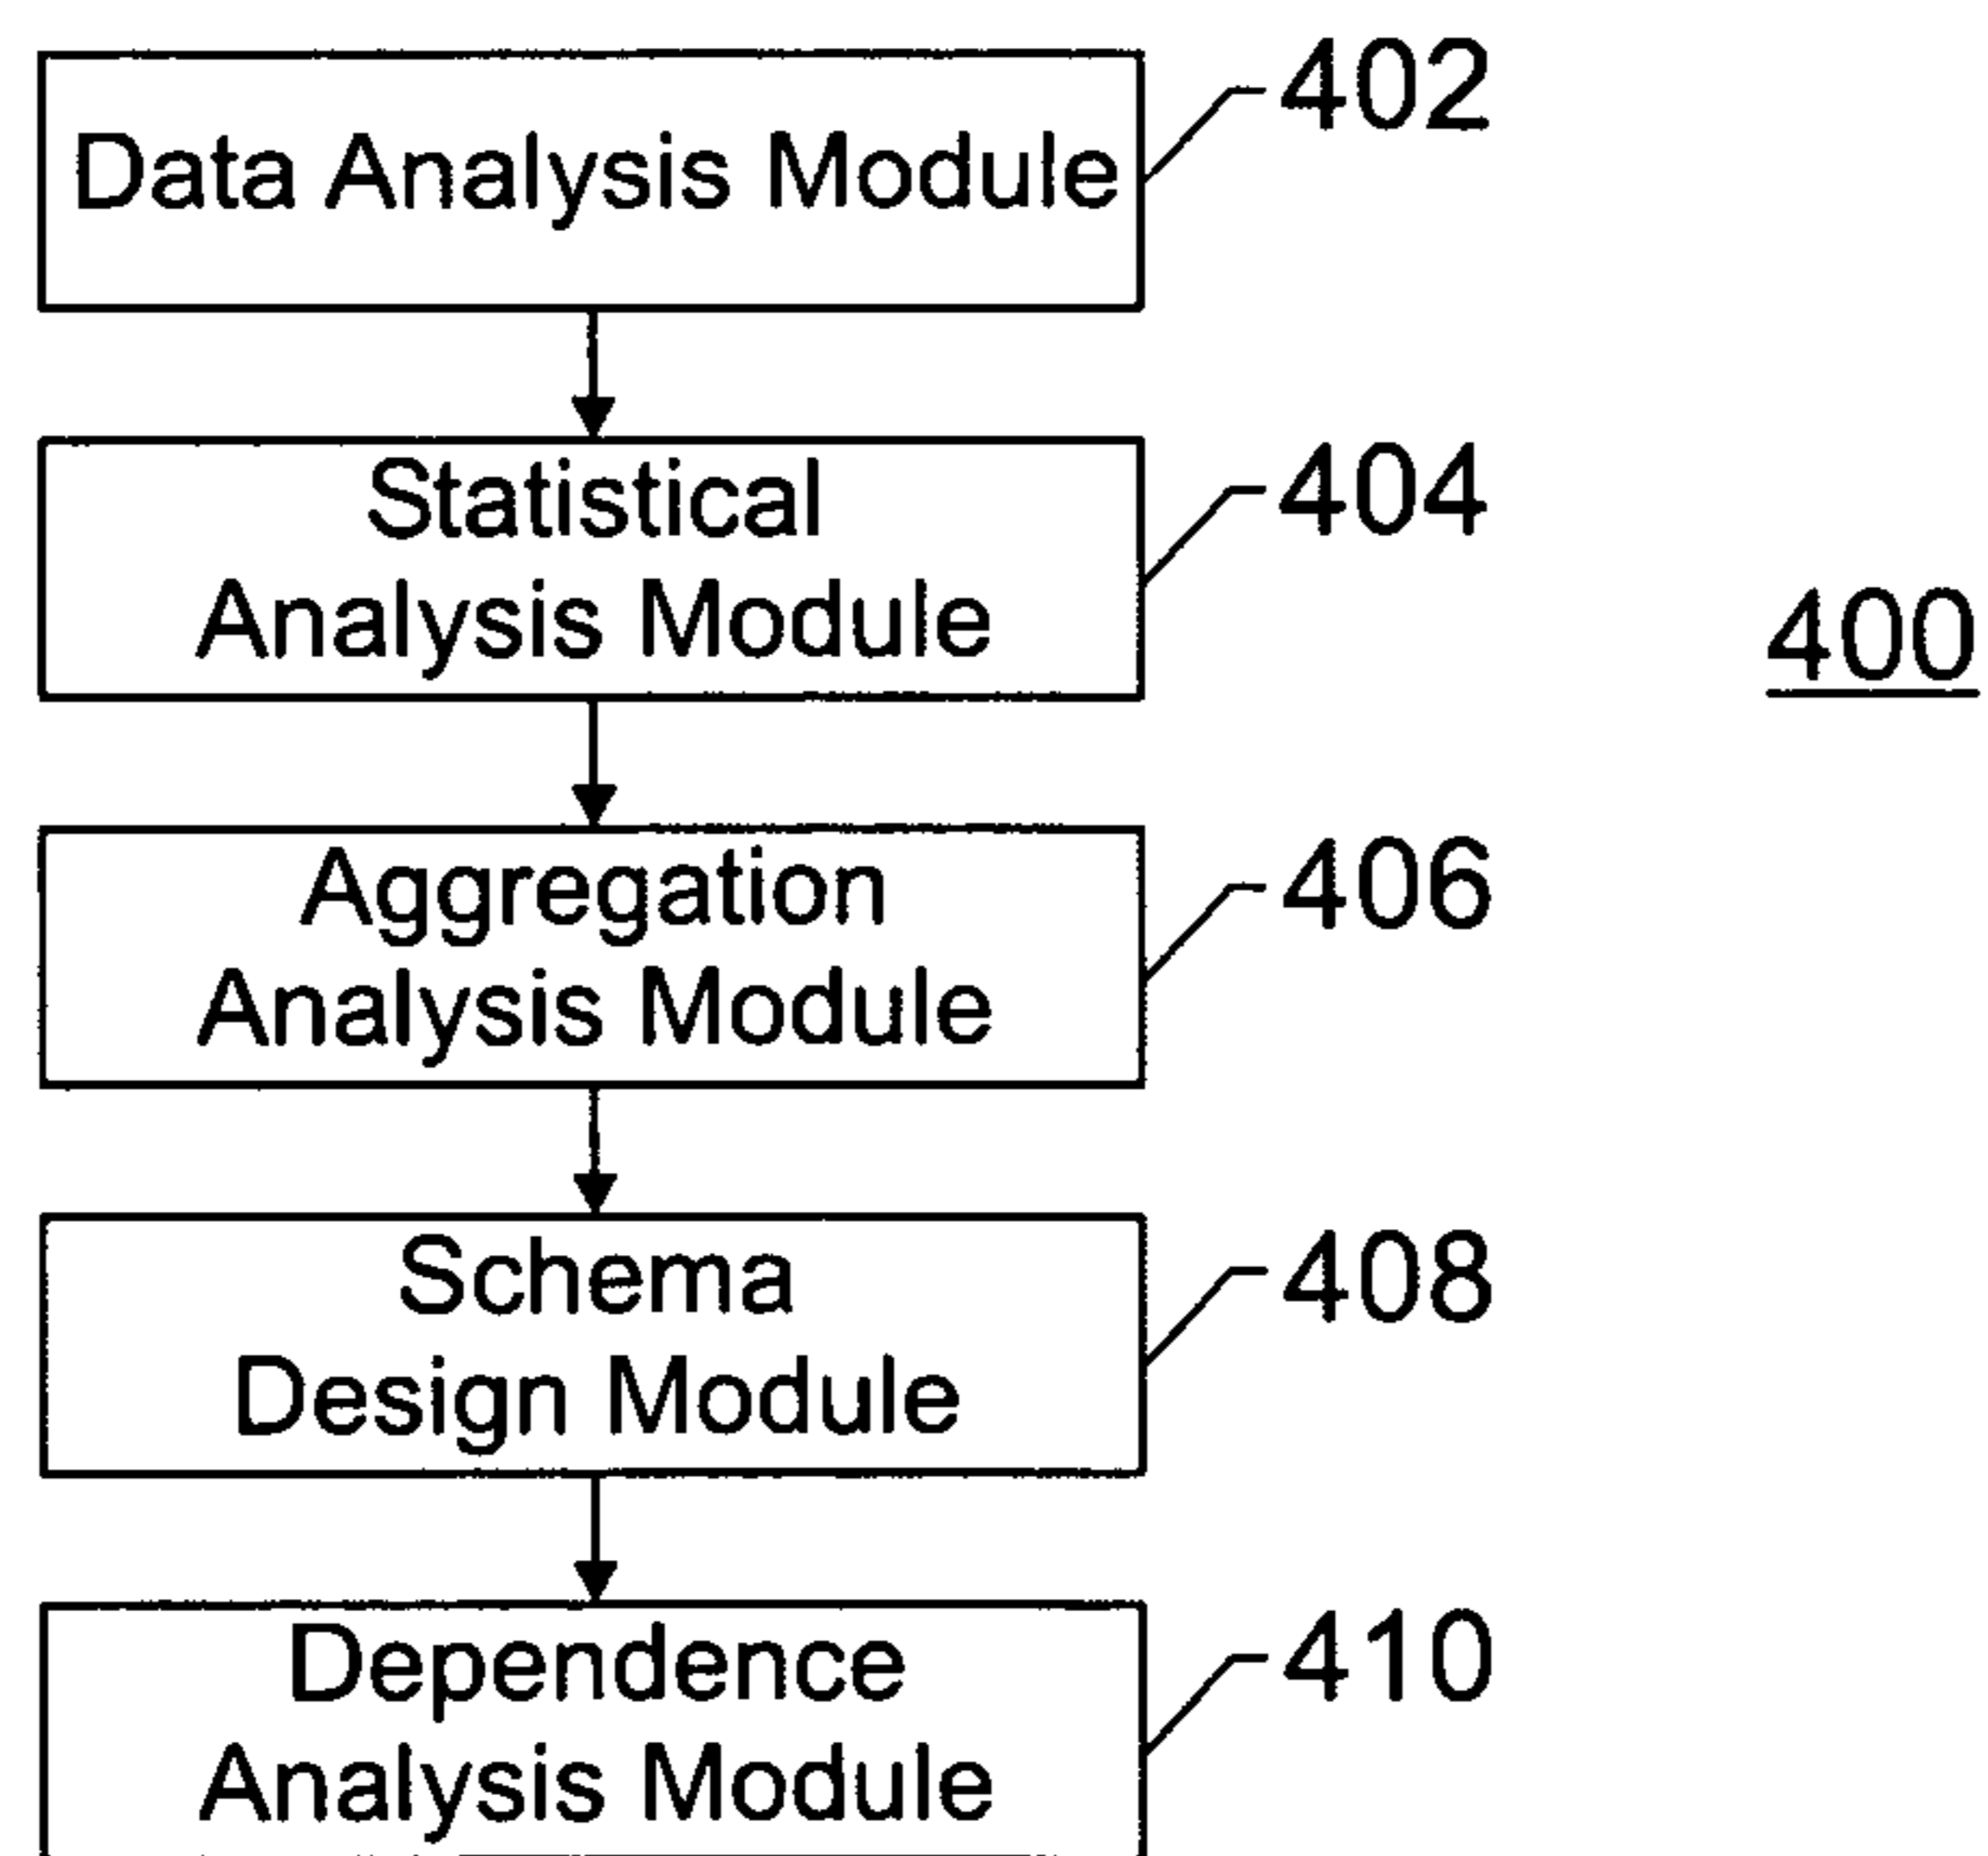 Data Analysis Module
402
Statistical
Analysis Module
404
400
Aggregation
Analysis Module
406
Schema
Design Module
408
Dependence
Analysis Module
410